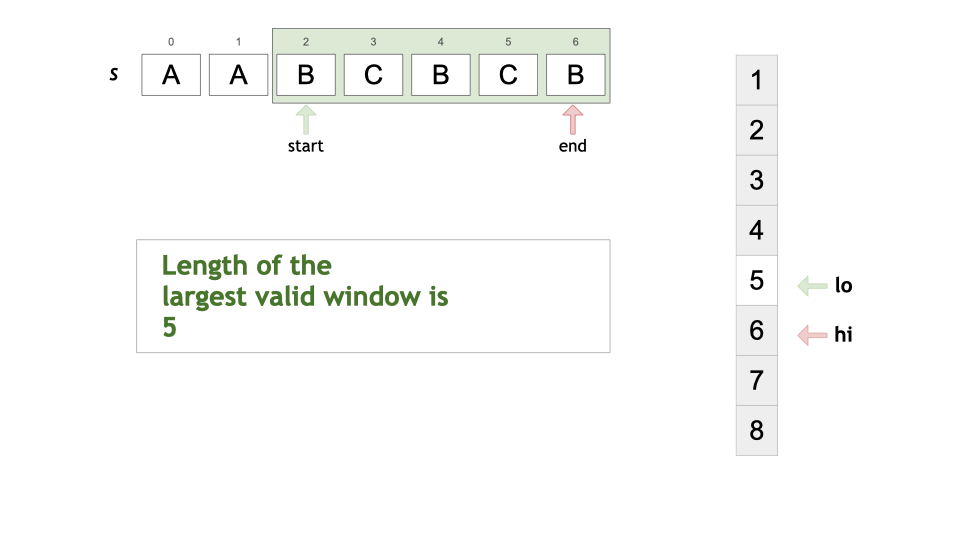 0 1 2 3 4 5 6
s A A B C B C B
start end
Length of the
largest valid window is
5
1
2
3
4
5 lo
6 hi
7
8